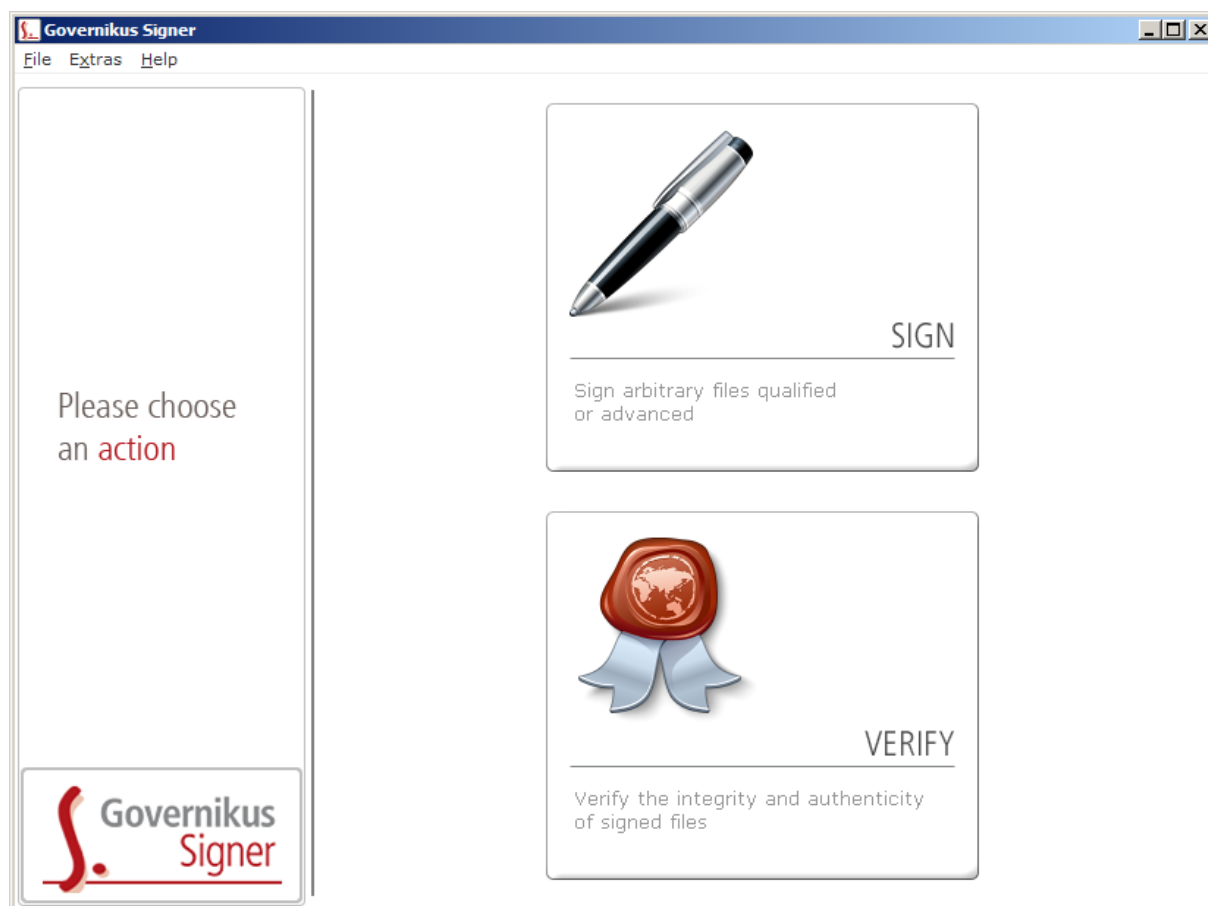 Governikus Signer
File Extras Help
Please choose
an action
Governikus
Signer
SIGN
Sign arbitrary files qualified
or advanced
VERIFY
Verify the integrity and authenticity
of signed files